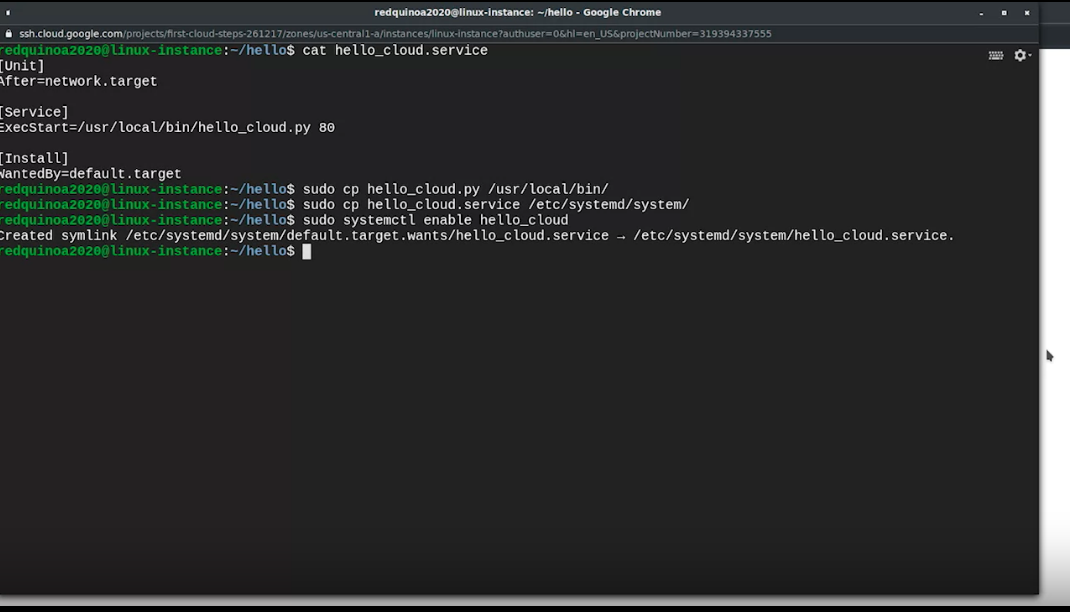 redquinoa2020@linux-instance: ~/hello - Google Chrome
ssh.cloud.google.com/projects/first-cloud-steps-261217/zones/us-central1-a/instances/linux-instance?authuser=0&hl=en_US&projectNumber=319394337555
redquinoa2020@linux-instance:~/hello$ cat hello_cloud.service
[Unit]
After=network.target
[Service]
ExecStart=/usr/local/bin/hello_cloud.py 80
[Install]
WantedBy=default.target
redquinoa2020@linux-instance:~/hello$ sudo cp hello_cloud.py /usr/local/bin/
redquinoa2020@linux-instance:~/hello$ sudo cp hello_cloud.service /etc/systemd/system/
redquinoa2020@linux-instance:~/hello$ sudo systemctl enable hello_cloud
Created symlink /etc/systemd/system/default.target.wants/hello_cloud.service → /etc/systemd/system/hello_cloud.service.
redquinoa2020@linux-instance:~/hello$